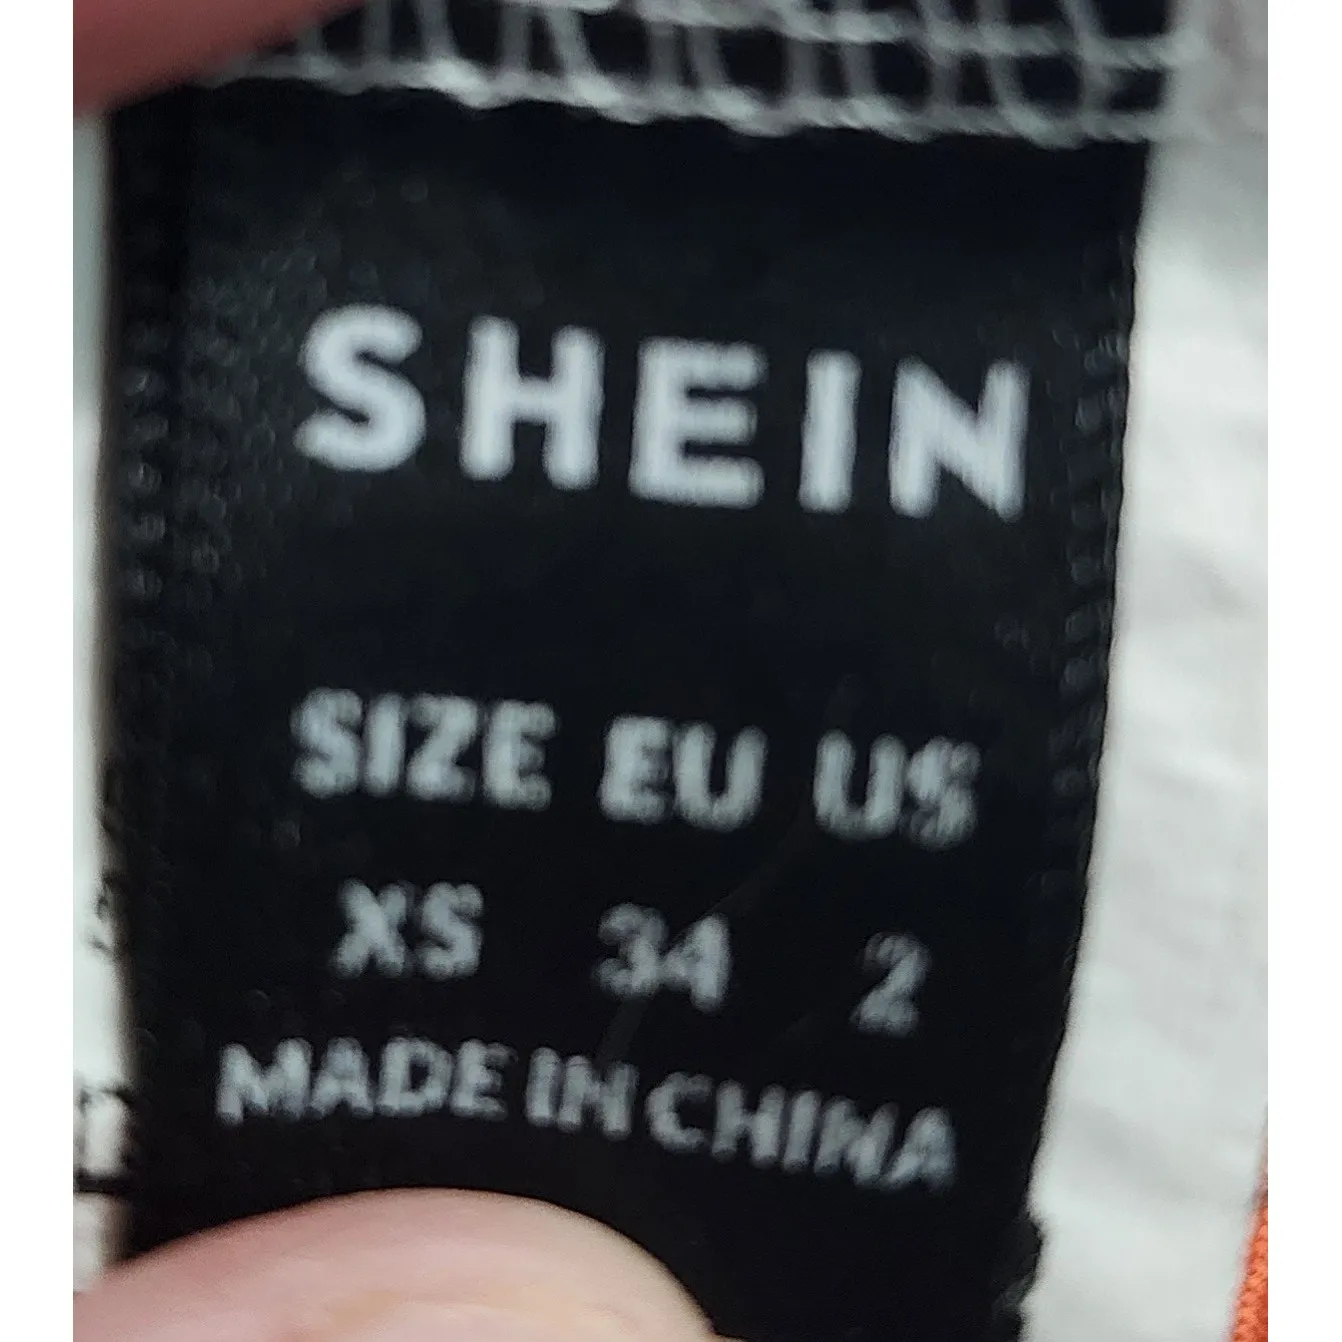 SHEIN
SIZE EU US
XS 34 2
MADE IN CHINA